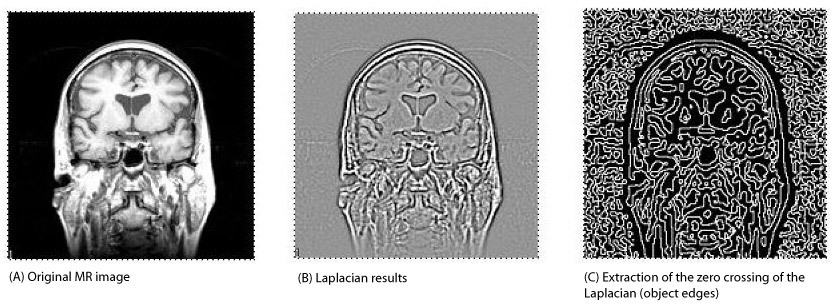 (A) Original MR image
(B) Laplacian results
(C) Extraction of the zero crossing of the
Laplacian (object edges)